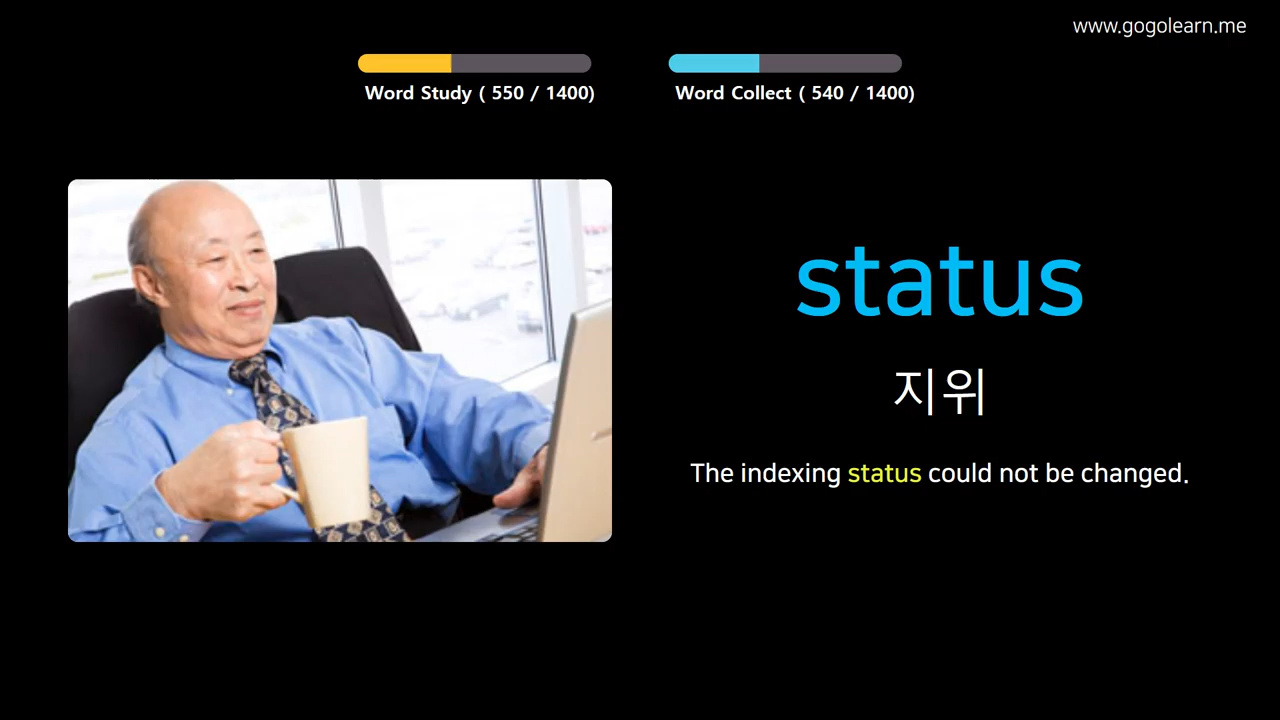 www.gogolearn.me
Word Study ( 550 / 1400)
Word Collect ( 540 / 1400)
status
지위
The indexing status could not be changed.